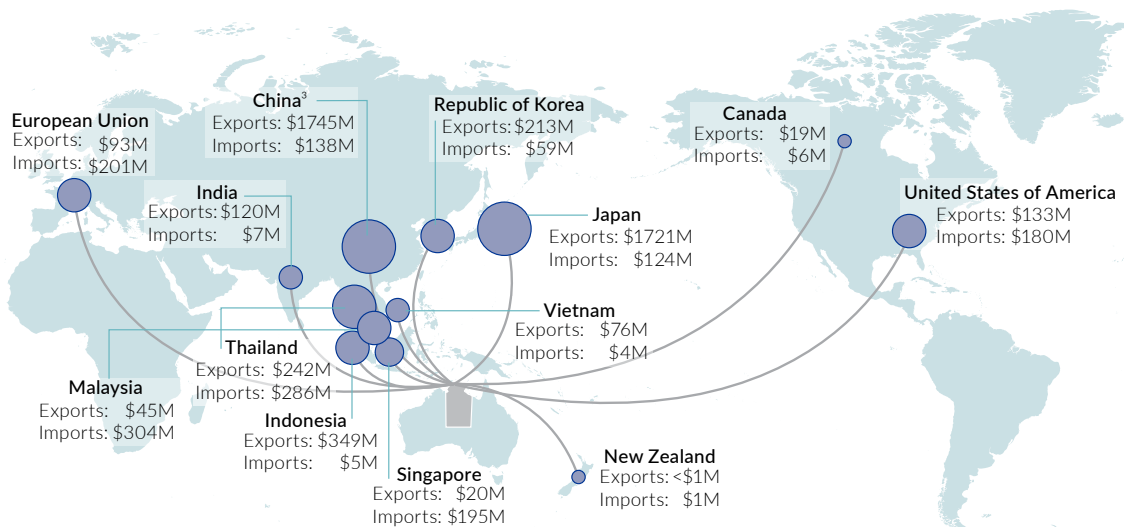 European Union
Exports: $93M
Imports: $201M
China³
Exports: $1745M
Imports: $138M
Republic of Korea
Exports: $213M
Imports: $59M
Canada
Exports: $19M
Imports: $6M
India
Exports: $120M
Imports: $7M
Japan
Exports: $1721M
Imports: $124M
United States of America
Exports: $133M
Imports: $180M
Vietnam
Exports: $76M
Imports: $4M
Thailand
Exports: $242M
Imports: $286M
Malaysia
Exports: $45M
Imports: $304M
Indonesia
Exports: $349M
Imports: $5M
Singapore
Exports: $20M
Imports: $195M
New Zealand
Exports: <$1M
Imports: $1M